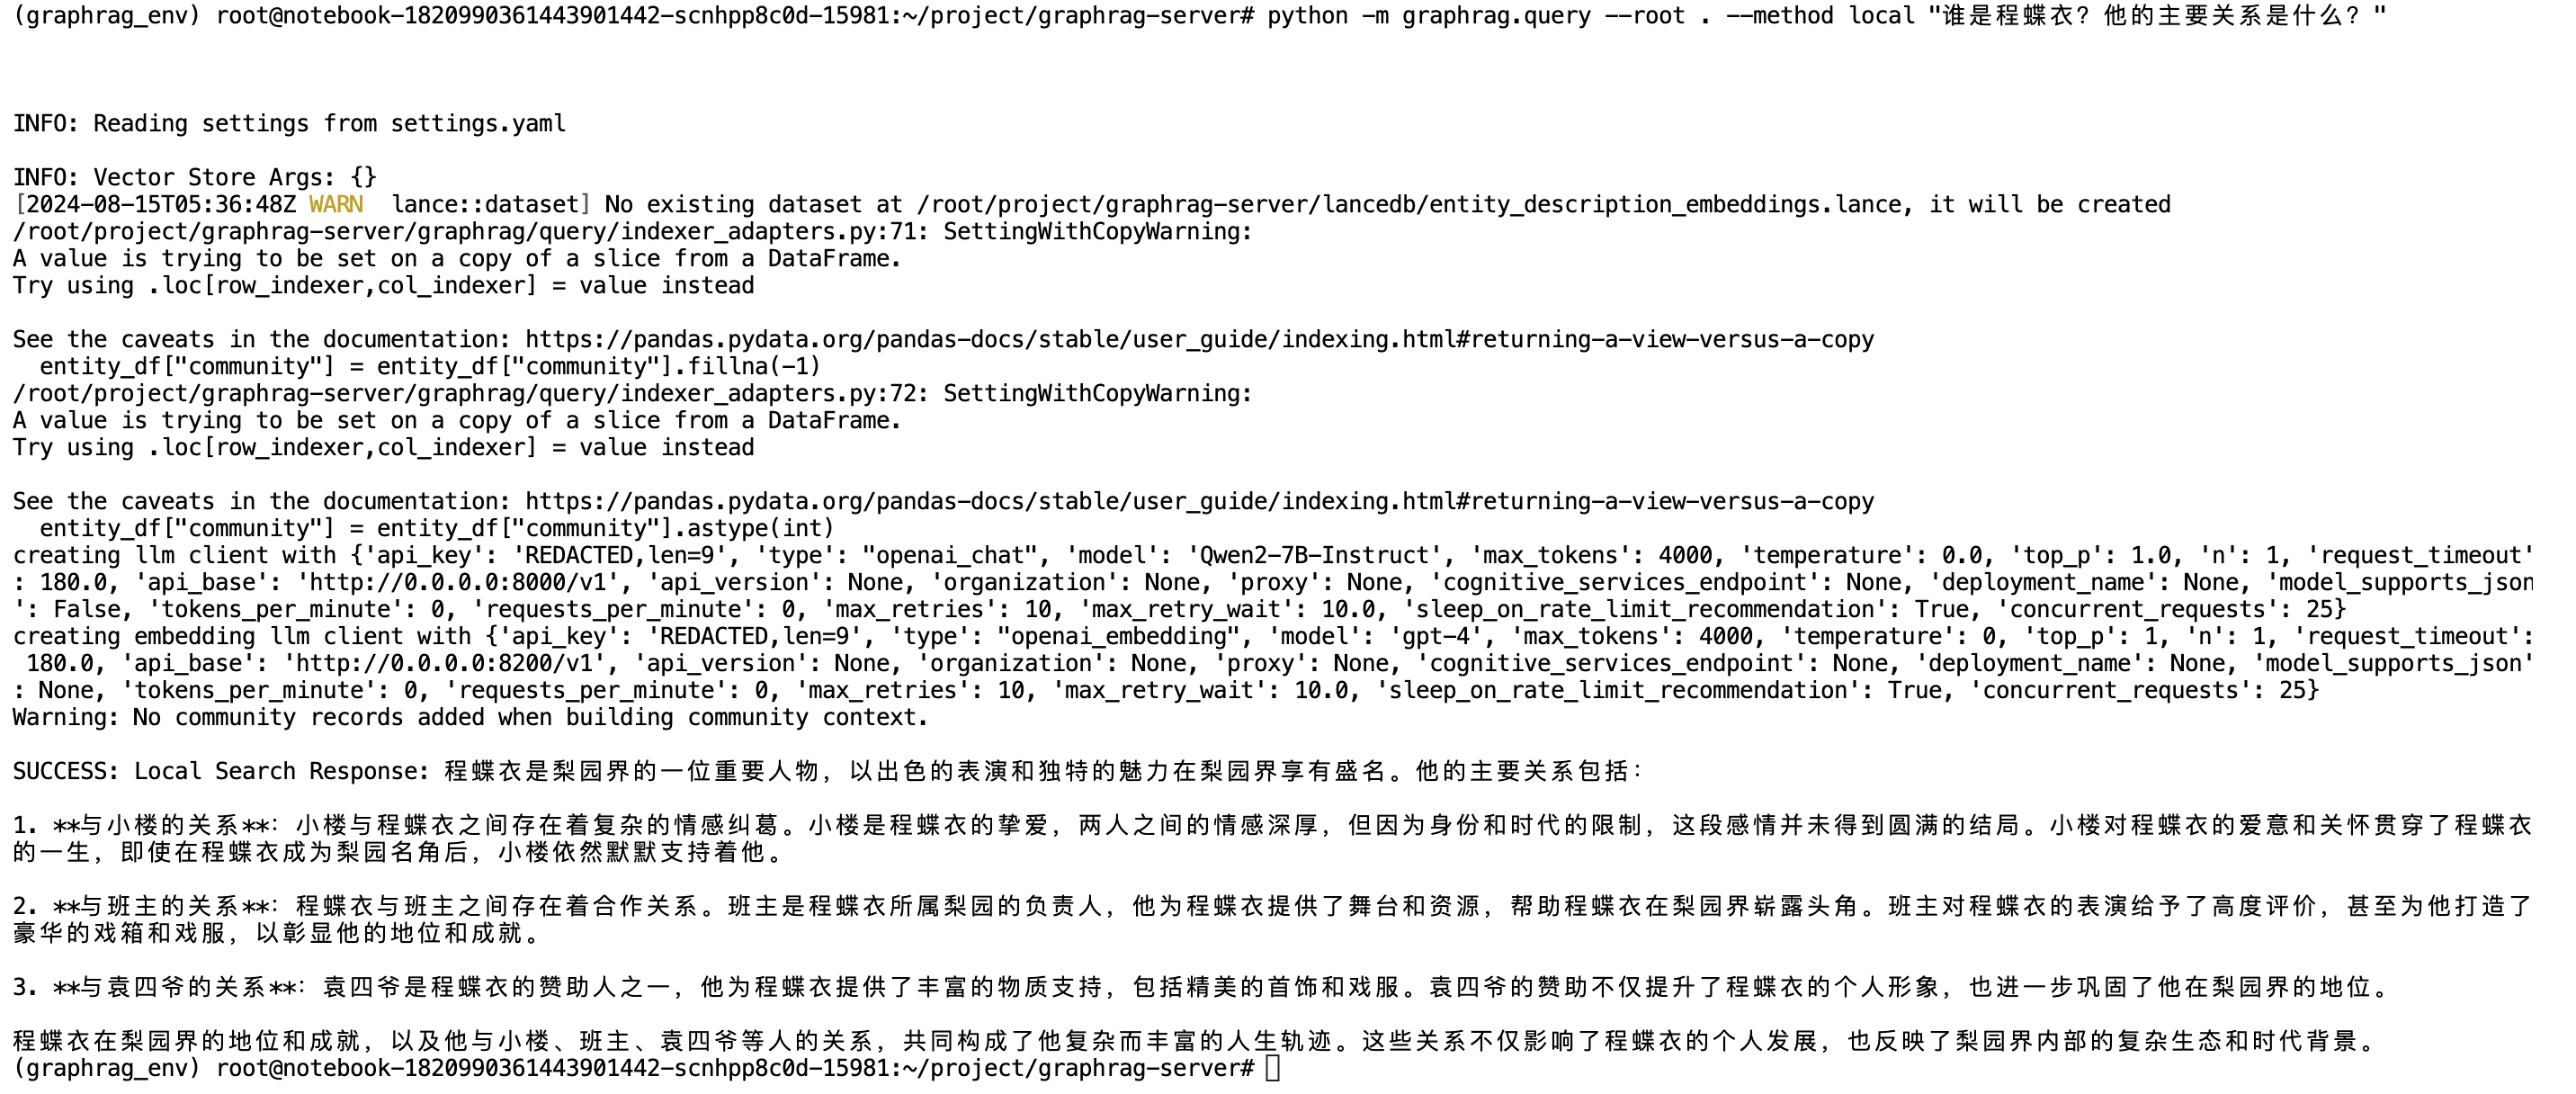 (graphrag_env) root@notebook-1820990361443901442-scnhpp8c0d-15981:~/project/graphrag-server# python -m graphrag.query --root . --method local "谁是程蝶衣？他的主要关系是什么？"
INFO: Reading settings from settings.yaml
INFO: Vector Store Args: {}
[2024-08-15T05:36:48Z WARN  lance::dataset] No existing dataset at /root/project/graphrag-server/lancedb/entity_description_embeddings.lance, it will be created
/root/project/graphrag-server/graphrag/query/indexer_adapters.py:71: SettingWithCopyWarning:
A value is trying to be set on a copy of a slice from a DataFrame.
Try using .loc[row_indexer,col_indexer] = value instead
See the caveats in the documentation: https://pandas.pydata.org/pandas-docs/stable/user_guide/indexing.html#returning-a-view-versus-a-copy
  entity_df["community"] = entity_df["community"].fillna(-1)
/root/project/graphrag-server/graphrag/query/indexer_adapters.py:72: SettingWithCopyWarning:
A value is trying to be set on a copy of a slice from a DataFrame.
Try using .loc[row_indexer,col_indexer] = value instead
See the caveats in the documentation: https://pandas.pydata.org/pandas-docs/stable/user_guide/indexing.html#returning-a-view-versus-a-copy
  entity_df["community"] = entity_df["community"].astype(int)
creating llm client with {'api_key': 'REDACTED,len=9', 'type': "openai_chat", 'model': 'Qwen2-7B-Instruct', 'max_tokens': 4000, 'temperature': 0.0, 'top_p': 1.0, 'n': 1, 'request_timeout'
: 180.0, 'api_base': 'http://0.0.0.0:8000/v1', 'api_version': None, 'organization': None, 'proxy': None, 'cognitive_services_endpoint': None, 'deployment_name': None, 'model_supports_json
': False, 'tokens_per_minute': 0, 'requests_per_minute': 0, 'max_retries': 10, 'max_retry_wait': 10.0, 'sleep_on_rate_limit_recommendation': True, 'concurrent_requests': 25}
creating embedding llm client with {'api_key': 'REDACTED,len=9', 'type': "openai_embedding", 'model': 'gpt-4', 'max_tokens': 4000, 'temperature': 0, 'top_p': 1, 'n': 1, 'request_timeout':
 180.0, 'api_base': 'http://0.0.0.0:8200/v1', 'api_version': None, 'organization': None, 'proxy': None, 'cognitive_services_endpoint': None, 'deployment_name': None, 'model_supports_json'
: None, 'tokens_per_minute': 0, 'requests_per_minute': 0, 'max_retries': 10, 'max_retry_wait': 10.0, 'sleep_on_rate_limit_recommendation': True, 'concurrent_requests': 25}
Warning: No community records added when building community context.
SUCCESS: Local Search Response: 程蝶衣是梨园界的一位重要人物，以出色的表演和独特的魅力在梨园界享有盛名。他的主要关系包括：
1. **与小楼的关系**：小楼与程蝶衣之间存在着复杂的情感纠葛。小楼是程蝶衣的挚爱，两人之间的情感深厚，但因为身份和时代的限制，这段感情并未得到圆满的结局。小楼对程蝶衣的爱意和关怀贯穿了程蝶衣
的一生，即使在程蝶衣成为梨园名角后，小楼依然默默支持着他。
2. **与班主的关系**：程蝶衣与班主之间存在着合作关系。班主是程蝶衣所属梨园的负责人，他为程蝶衣提供了舞台和资源，帮助程蝶衣在梨园界崭露头角。班主对程蝶衣的表演给予了高度评价，甚至为他打造了
豪华的戏箱和戏服，以彰显他的地位和成就。
3. **与袁四爷的关系**：袁四爷是程蝶衣的赞助人之一，他为程蝶衣提供了丰富的物质支持，包括精美的首饰和戏服。袁四爷的赞助不仅提升了程蝶衣的个人形象，也进一步巩固了他在梨园界的地位。
程蝶衣在梨园界的地位和成就，以及他与小楼、班主、袁四爷等人的关系，共同构成了他复杂而丰富的人生轨迹。这些关系不仅影响了程蝶衣的个人发展，也反映了梨园界内部的复杂生态和时代背景。
(graphrag_env) root@notebook-1820990361443901442-scnhpp8c0d-15981:~/project/graphrag-server#